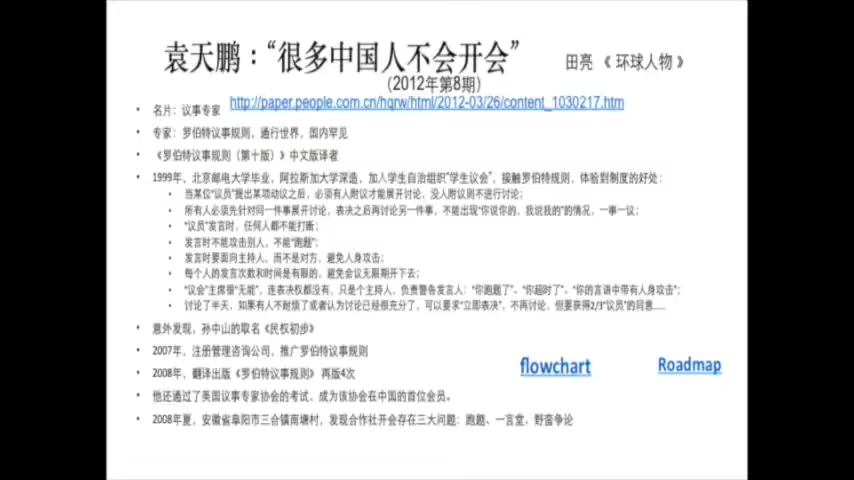 袁天鹏：“很多中国人不会开会”
田亮 《 环球人物 》
（2012年第8期）
http://paper.people.com.cn/hqrw/html/2012-03/26/content_1030217.htm
• 名片：议事专家
• 专家：罗伯特议事规则，通行世界，国内罕见
• 《罗伯特议事规则（第十版）》中文版译者
• 1999年，北京邮电大学毕业，阿拉斯加大学深造，加入学生自治组织“学生议会”，接触罗伯特规则，体验到制度的好处：
• 当某位“议员”提出某项动议之后，必须有人附议才能展开讨论，没人附议则不进行讨论；
• 所有人必须先针对同一件事展开讨论，表决之后再讨论另一件事，不能出现“你说你的，我说我的”的情况，一事一议；
• “议员”发言时，任何人都不能打断；
• 发言时不能攻击别人，不能“跑题”；
• 发言时要面向主持人，而不是对方，避免人身攻击；
• 每个人的发言次数和时间是有限的，避免会议无限期开下去；
• “议会”主席很“无能”，连表决权都没有，只是个主持人，负责警告发言人：“你跑题了”、“你超时了”、“你的言语中带有人身攻击”；
• 讨论了半天，如果有人不耐烦了或者认为讨论已经很充分了，可以要求“立即表决”，不再讨论，但要获得2/3“议员”的同意……
• 意外发现，孙中山的取名《民权初步》
• 2007年，注册管理咨询公司，推广罗伯特议事规则
• 2008年，翻译出版《罗伯特议事规则》 再版4次
flowchart
Roadmap
• 他还通过了美国议事专家协会的考试，成为该协会在中国的首位会员。
• 2008年夏，安徽省阜阳市三合镇南塘村，发现合作社开会存在三大问题：跑题、一言堂、野蛮争论